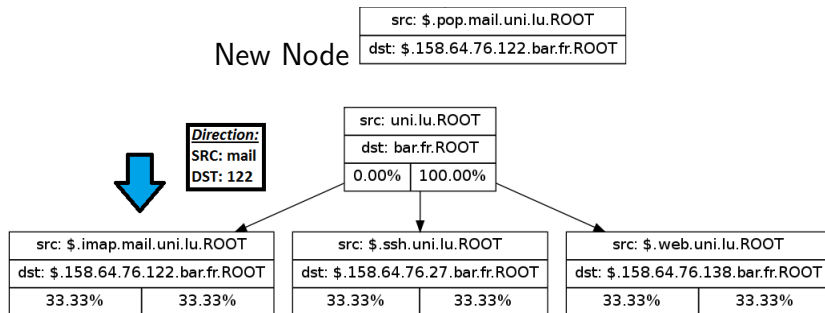 src: $.pop.mail.uni.lu.ROOT
New Node
dst: $.158.64.76.122.bar.fr.ROOT
src: uni.lu.ROOT
dst: bar.fr.ROOT
0.00% 100.00%
Direction:
SRC: mail
DST: 122
src: $.imap.mail.uni.lu.ROOT
dst: $.158.64.76.122.bar.fr.ROOT
33.33% 33.33%
src: $.ssh.uni.lu.ROOT
dst: $.158.64.76.27.bar.fr.ROOT
33.33% 33.33%
src: $.web.uni.lu.ROOT
dst: $.158.64.76.138.bar.fr.ROOT
33.33% 33.33%